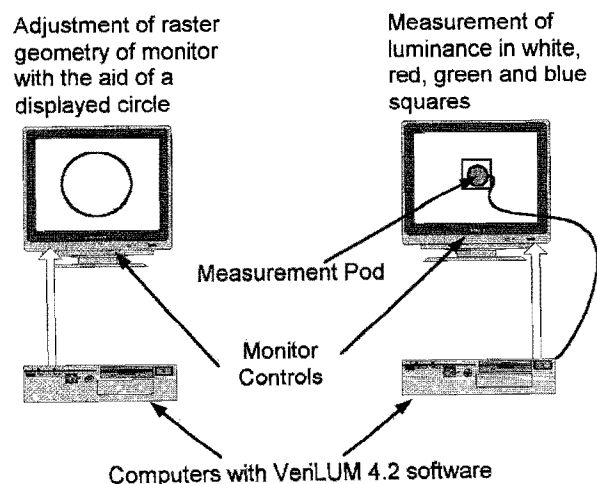 Adjustment of raster
geometry of monitor
with the aid of a
displayed circle
Measurement of
luminance in white,
red, green and blue
squares
Measurement Pod
Monitor
Controls
Computers with VeriLUM 4.2 software